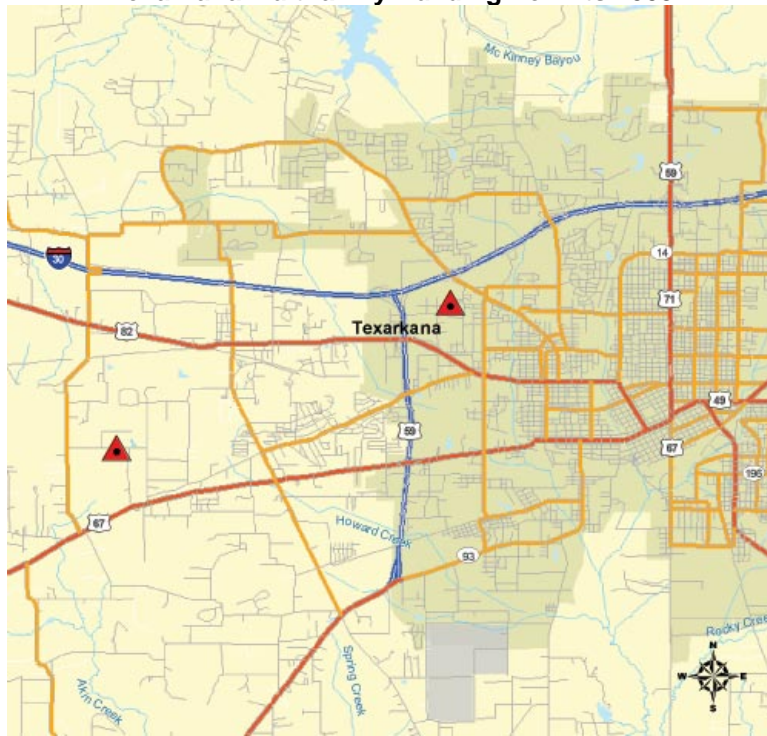 Mc Kinney Bayou
59
30
14
71
Texarkana
82
59
49
67
196
67
Howard Creek
93
Rocky Cree
N
W
E
S
Spring Creek
Akin Creek